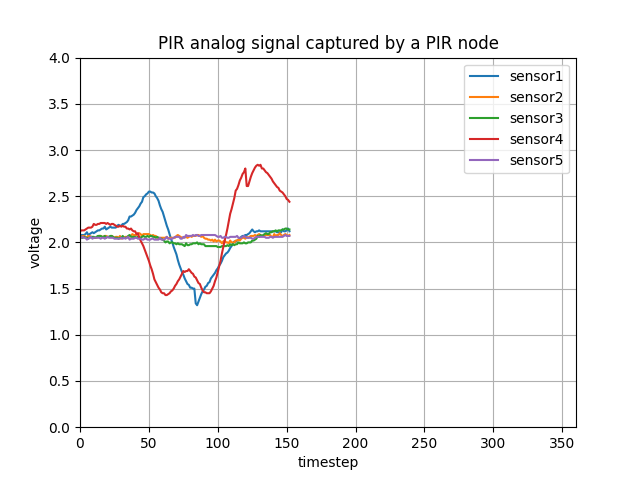 PIR analog signal captured by a PIR node
sensor1
sensor2
sensor3
sensor4
sensor5
voltage
4.0
3.5
3.0
2.5
2.0
1.5
1.0
0.5
0.0
0 50 100 150 200 250 300 350
timestep